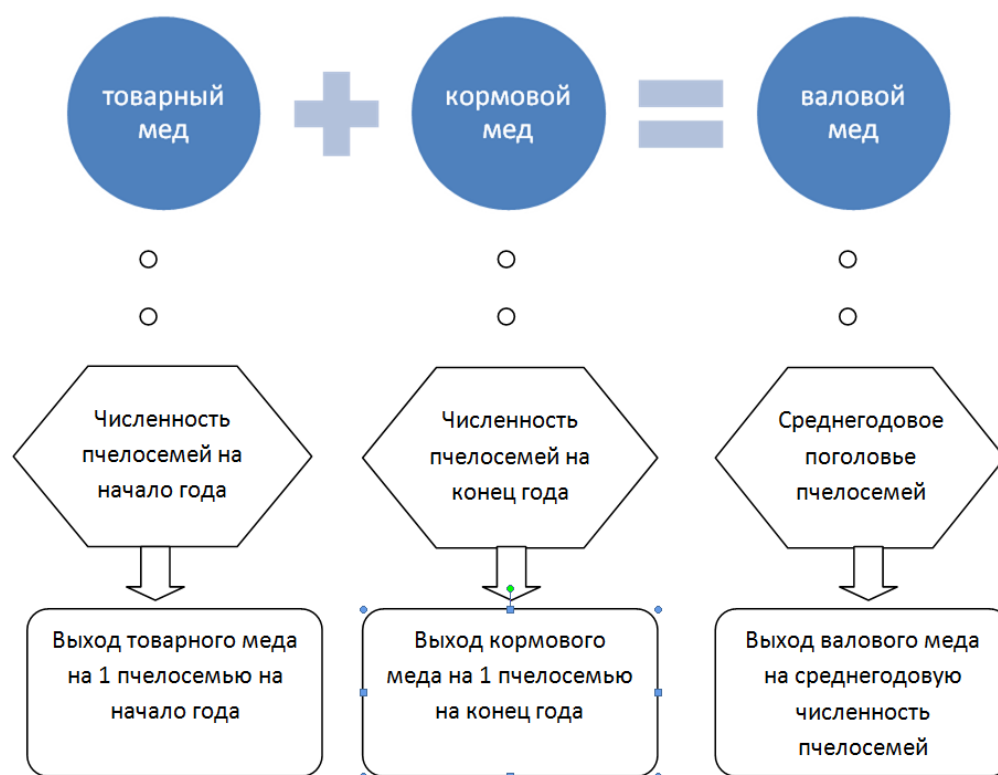 товарный
мед
кормовой
мед
валовой
мед
Численность
пчелосемей на
начало года
Численность
пчелосемей на
конец года
Среднегодовое
поголовье
пчелосемей
Выход товарного меда
на 1 пчелосемью на
начало года
Выход кормового
меда на 1 пчелосемью
на конец года
Выход валового меда
на среднегодовую
численность
пчелосемей